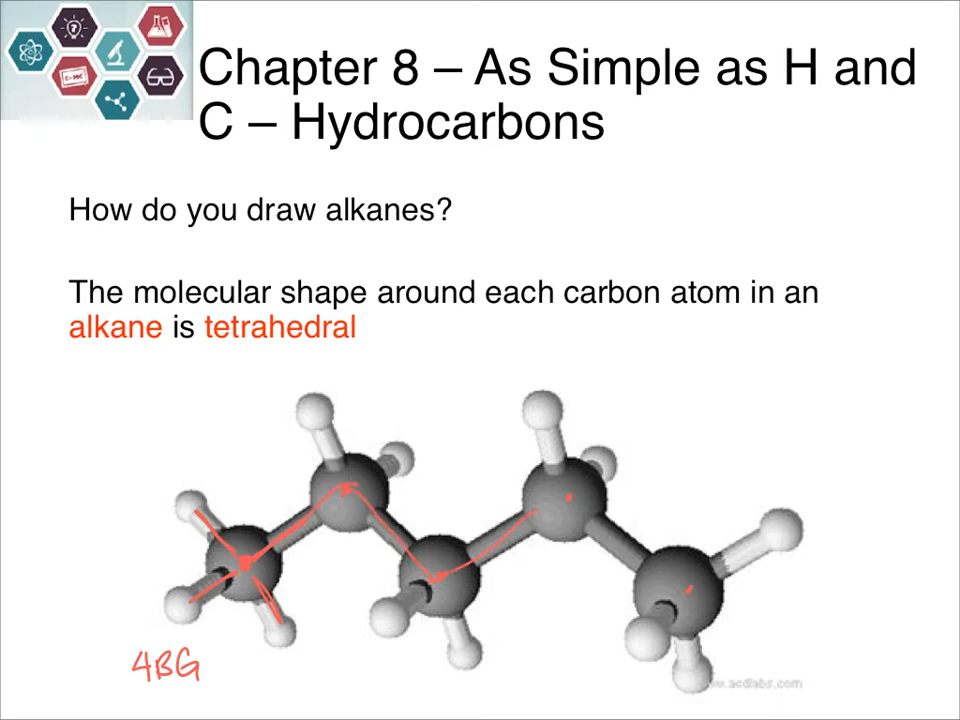 Chapter 8 – As Simple as H and
C – Hydrocarbons
How do you draw alkanes?
The molecular shape around each carbon atom in an
alkane is tetrahedral
4BG